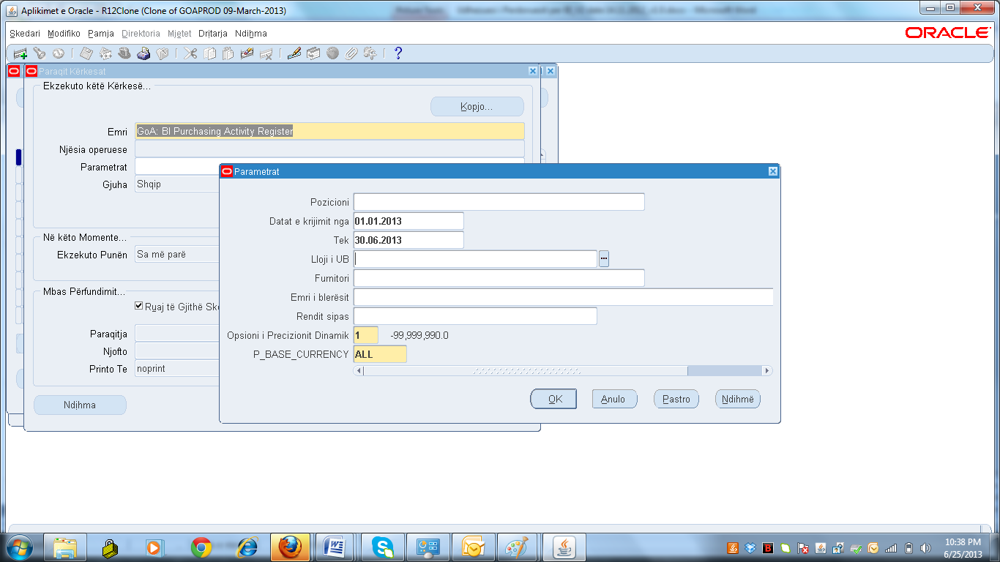 Aplikimet e Oracle - R12Clone (Clone of GOAPROD 09-March-2013)
Skedari Modifiko Pamja Direktoria Mjetet Dritarja Ndihma
ORACLE
Paraqit Kërkesat
Ekzekuto këtë Kërkesë...
Kopjo...
Emri GoA: BI Purchasing Activity Register
Njësia operuese
Parametrat
Gjuha Shqip
Në këto Momente...
Ekzekuto Punën Sa më parë
Mbas Përfundimit...
Ruaj të Gjithë Ske
Paraqitja
Njofto
Printo Te noprint
Ndihma
Parametrat
Pozicioni
Datat e krijimit nga 01.01.2013
Tek 30.06.2013
Lloji i UB
Furnitori
Emri i blerësit
Rendit sipas
Opsioni i Precizionit Dinamik 1 -99,999,990.0
P_BASE_CURRENCY ALL
OK Anulo Pastro Ndihmë
10:38 PM
6/25/2013